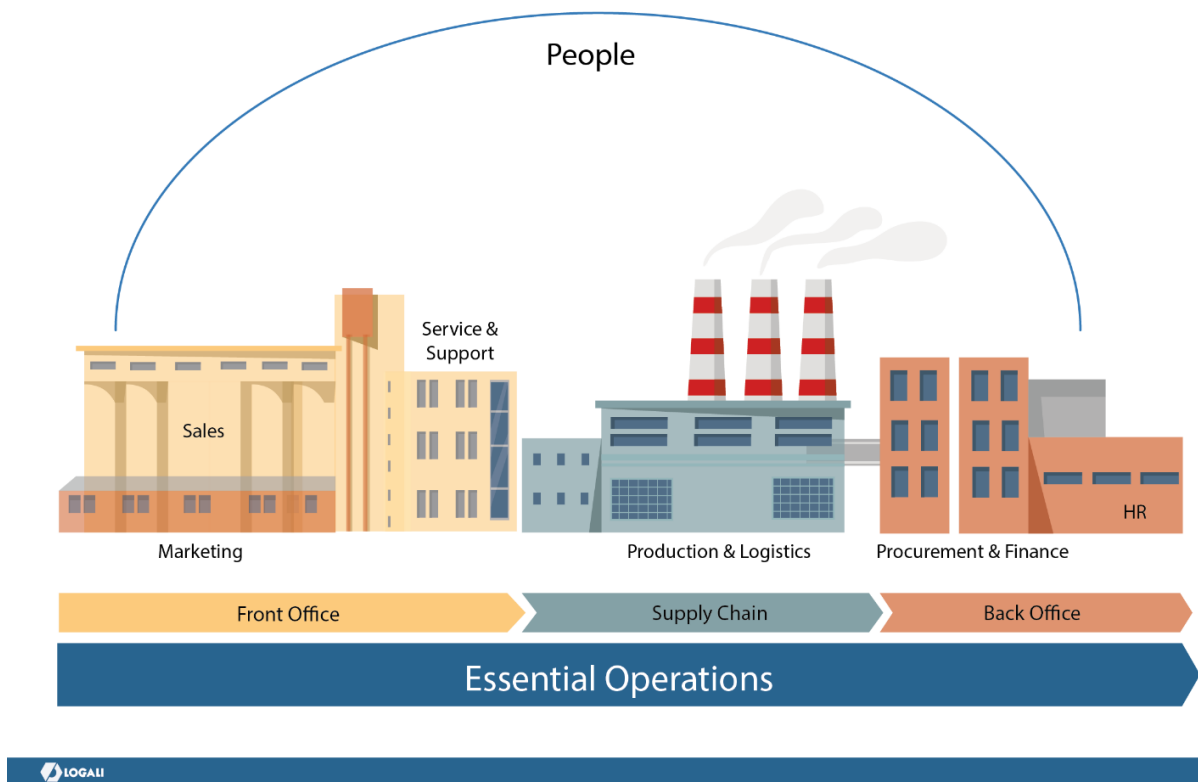 People
Service &
Support
Sales
HR
Marketing
Production & Logistics
Procurement & Finance
Front Office
Supply Chain
Back Office
Essential Operations
LOGALI